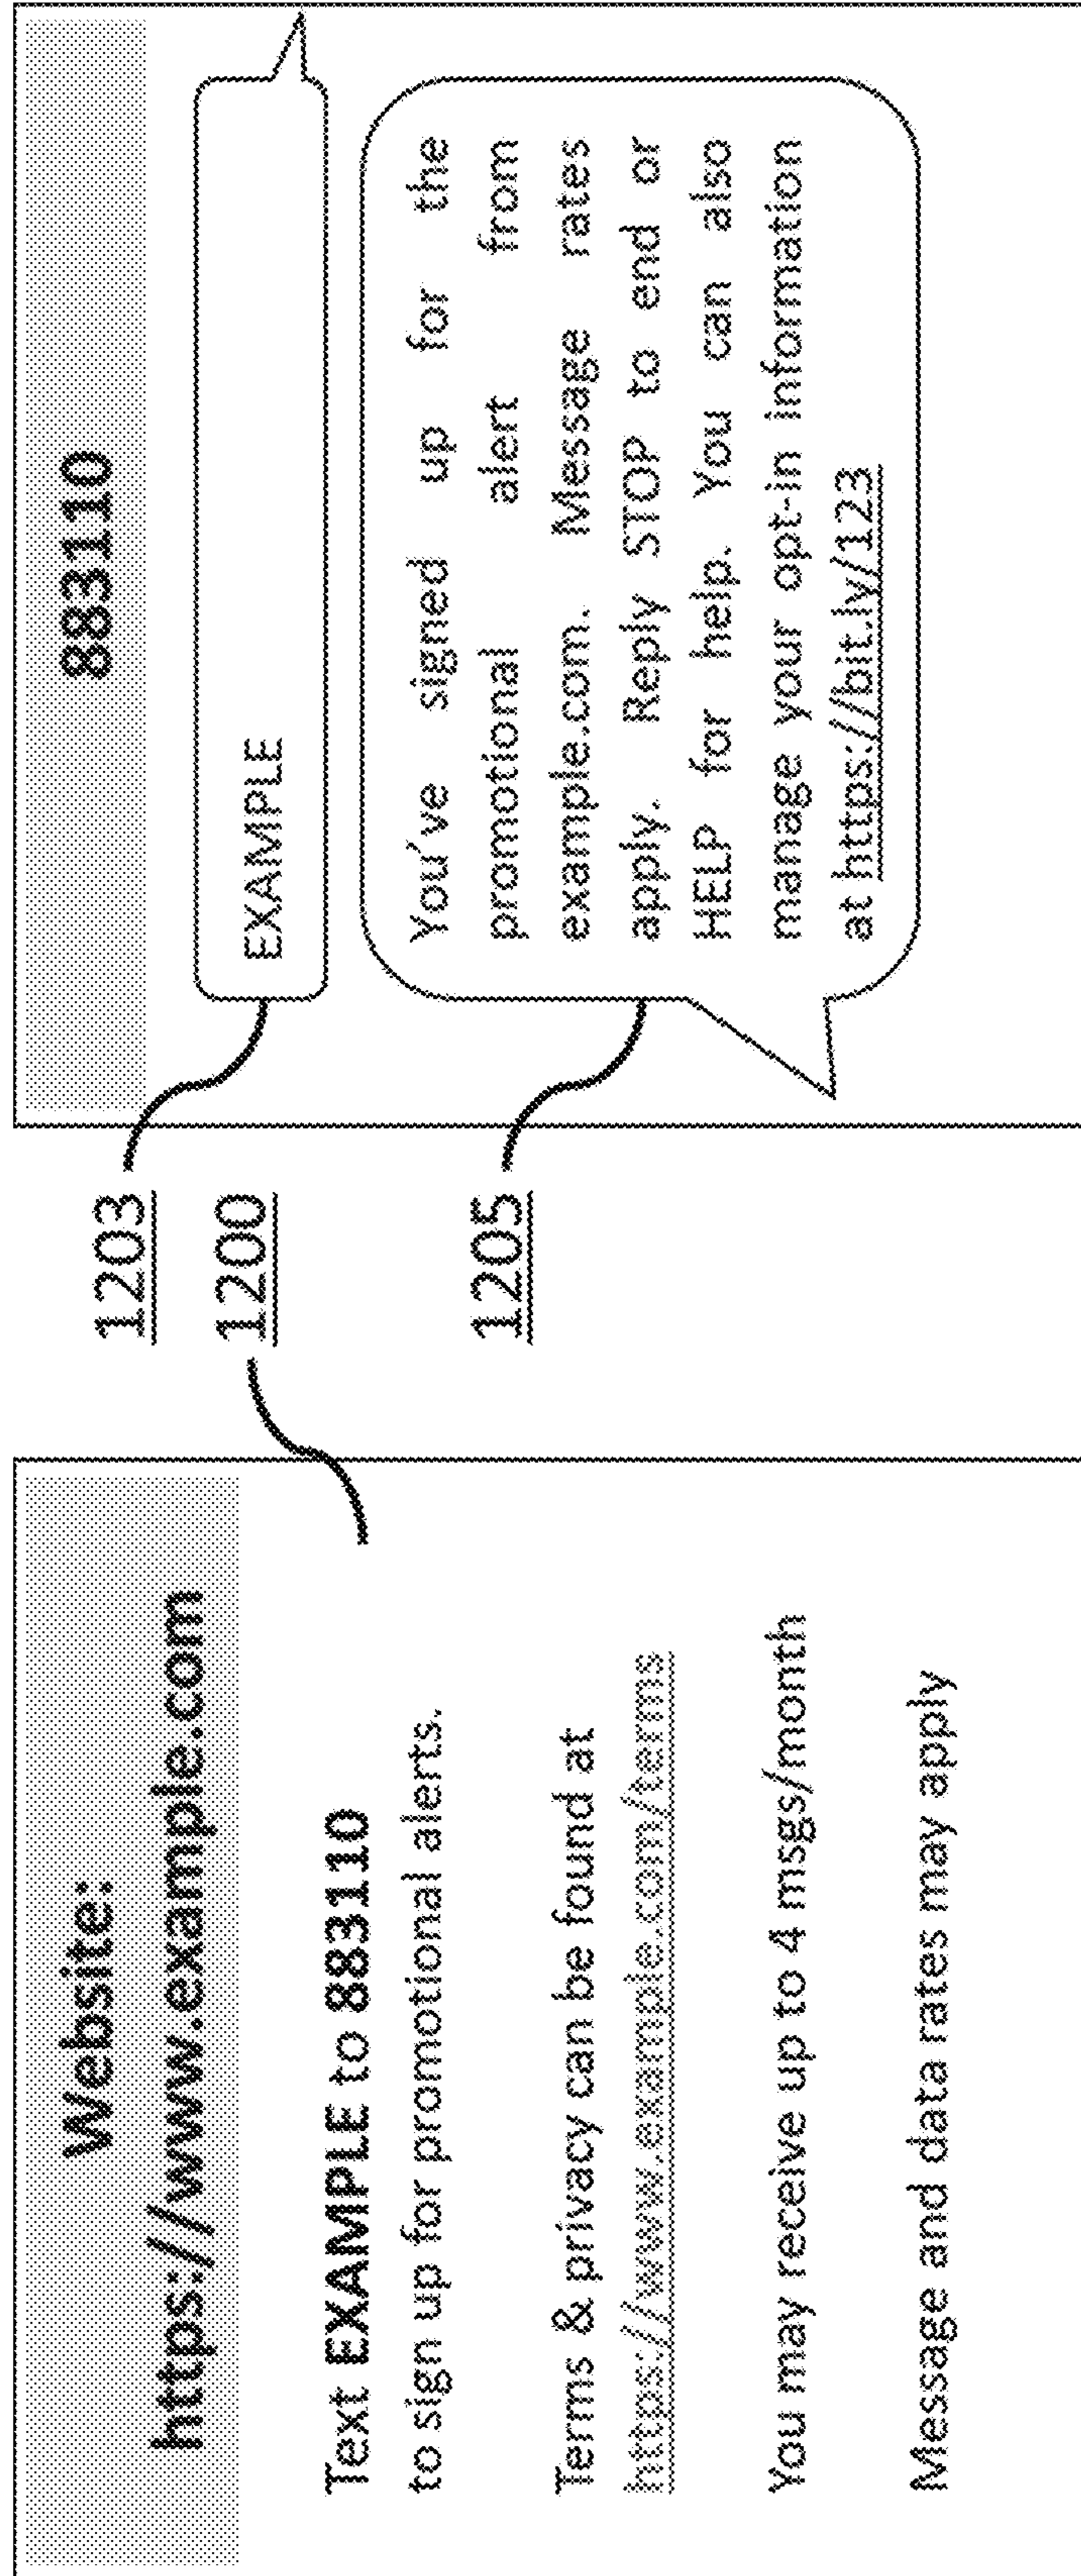 Website:
https://www.example.com
Text EXAMPLE to 883110
to sign up for promotional alerts.
Terms & privacy can be found at
https://www.example.com/terms
You may receive up to 4 msgs/month
Message and data rates may apply
1203
1200
1205
883110
EXAMPLE
You've signed up for the
promotional alert from
example.com. Message rates
apply. Reply STOP to end or
HELP for help. You can also
manage your opt-in information
at https://bit.ly/123